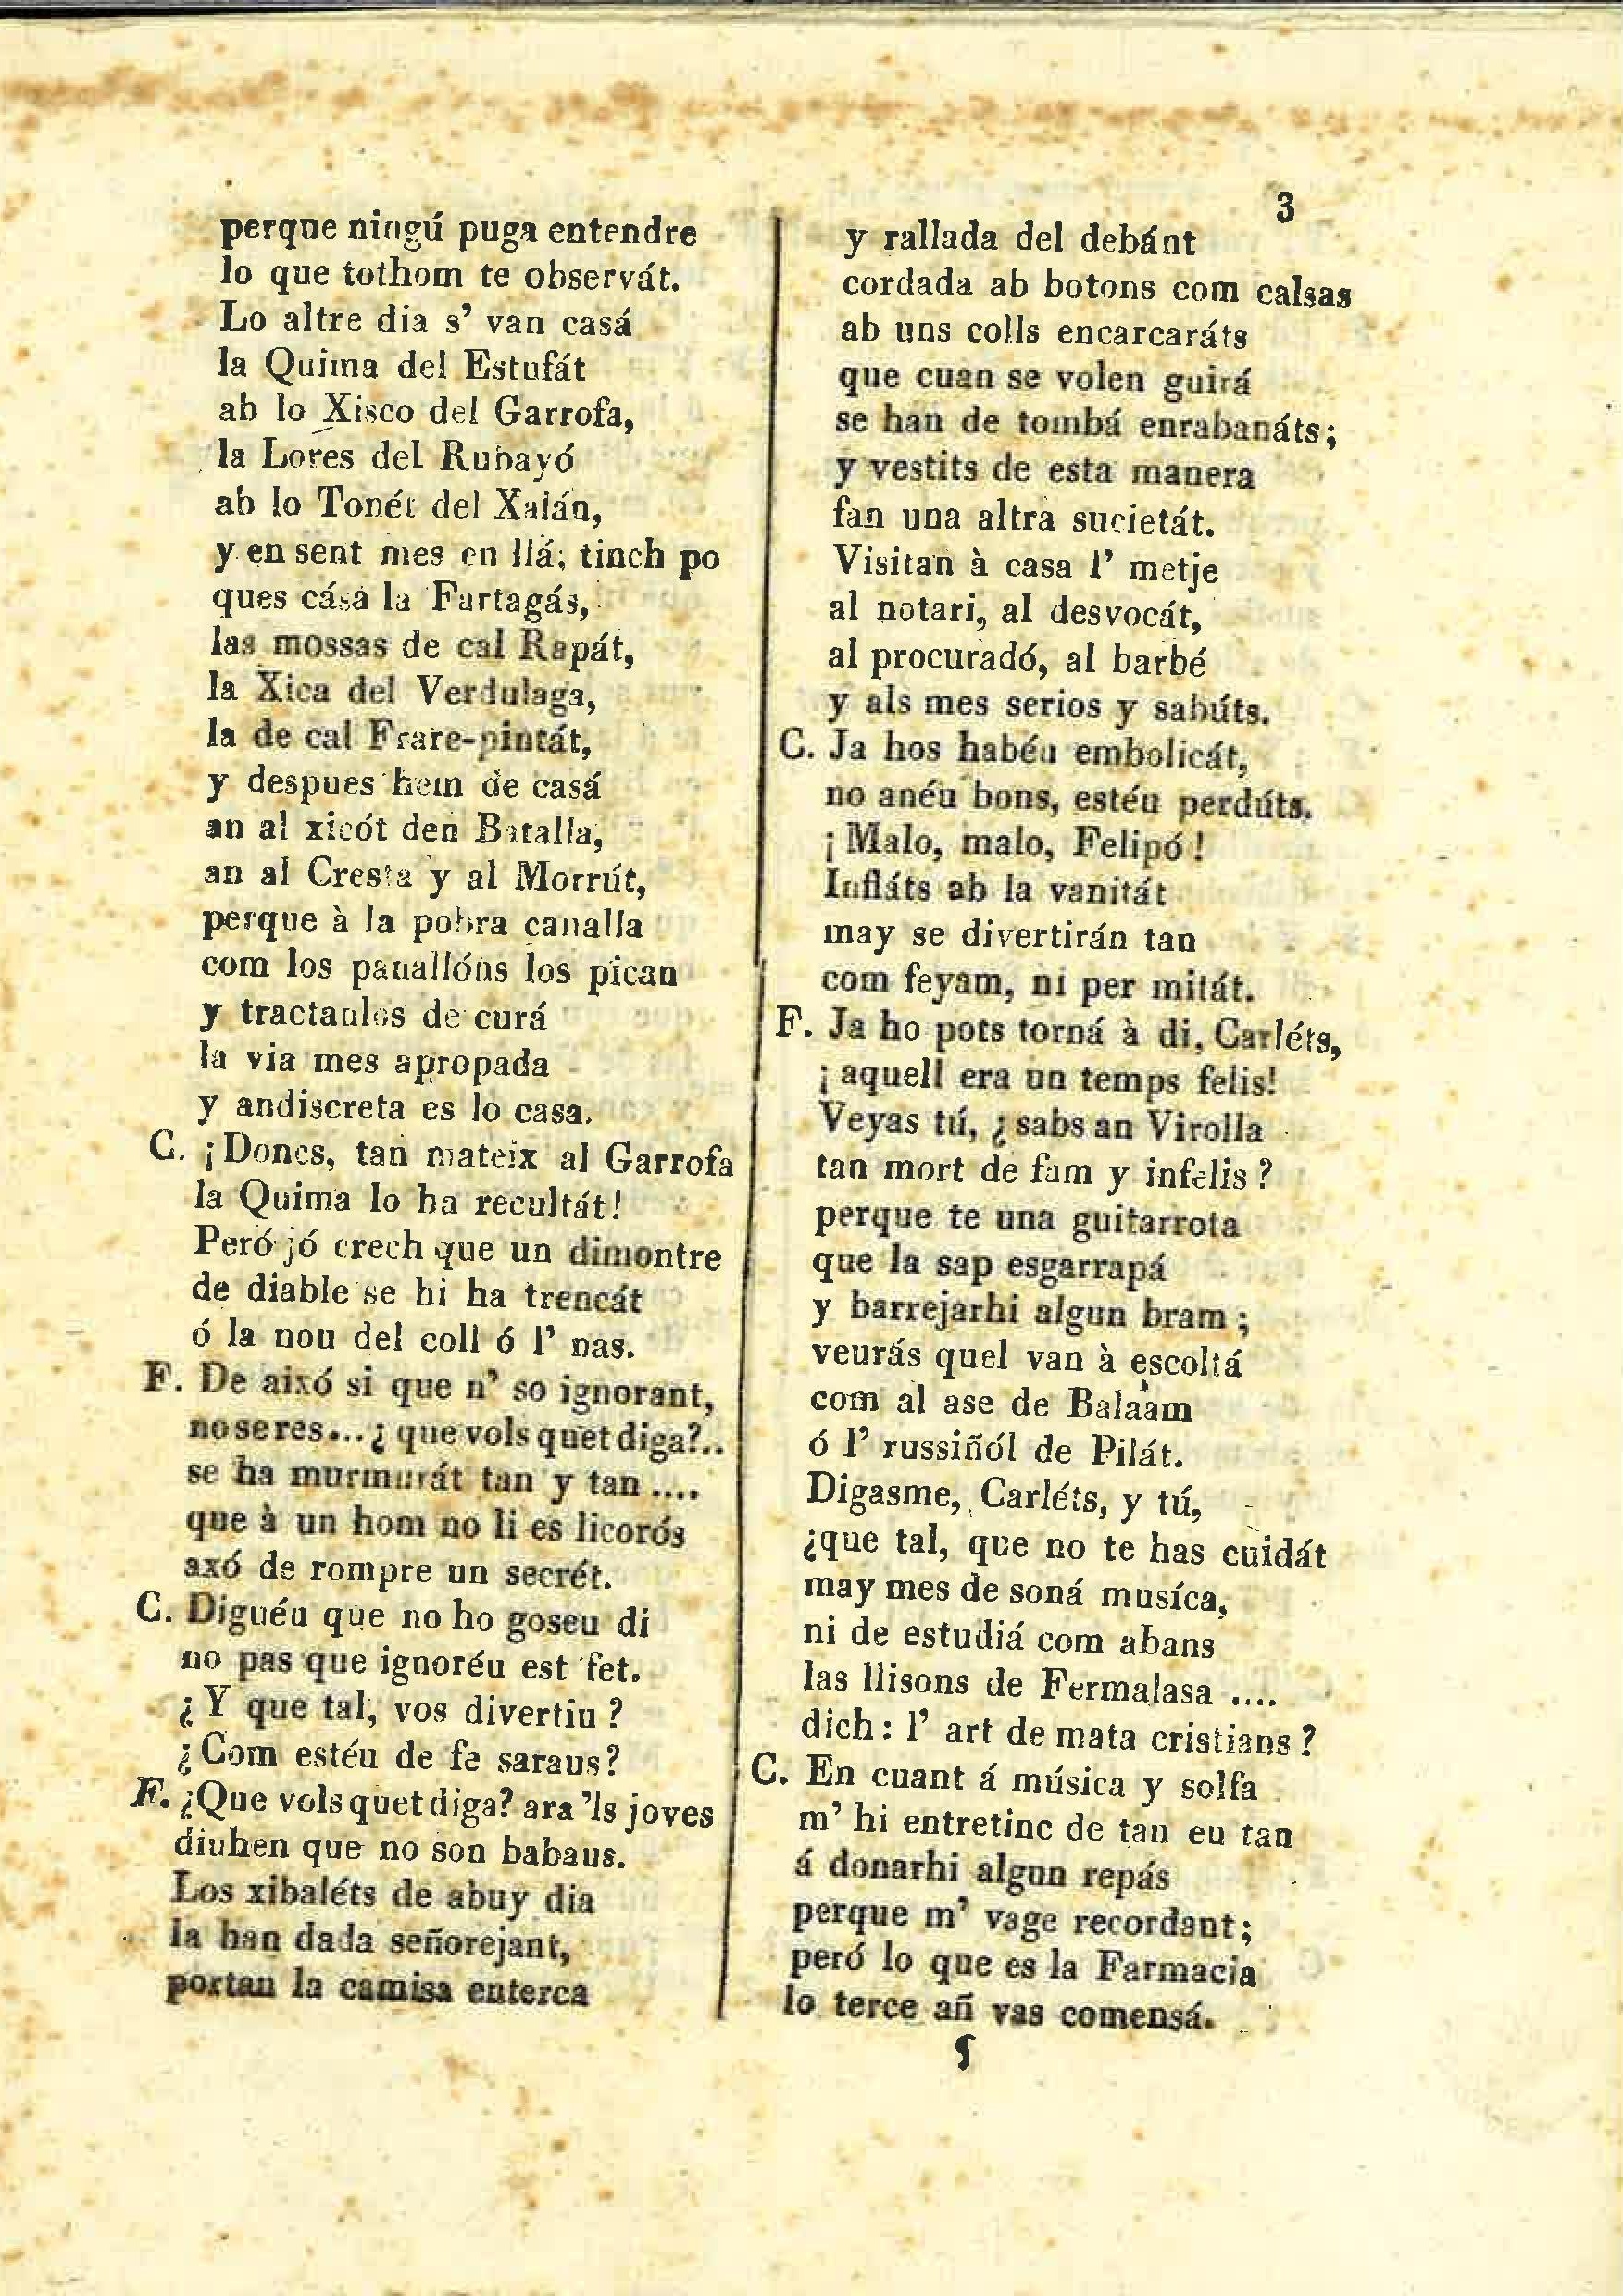 3
perque ningú puga entendre
lo que tothom te observát.
Lo altre dia s' van casá
la Quima del Estufát
ab lo Xisco del Garrofa,
la Lores del Rubayó
ab lo Tonét del Xalán,
y en sent mes en llá; tinch po
ques cásá la Fartagás,
las mossas de cal Rapát,
la Xica del Verdulaga,
la de cal Frare-pintát,
y despues hem de casá
an al xicót den Batalla,
an al Cresta y al Morrút,
perque à la pobra canalla
com los panallóns los pican
y tractanlos de curá
la via mes apropada
y andiscreta es lo casa.
C. ¡Doncs, tan mateix al Garrofa
la Quima lo ha recultát!
Peró jó crech que un dimontre
de diable se hi ha trencát
ó la nou del coll ó l' nas.
F. De aixó si que n' so ignorant,
no se res... ¿ que vols quet diga?..
se ha murmurát tan y tan ....
que à un hom no li es licorós
axó de rompre un secrét.
C. Diguéu que no ho goseu di
no pas que ignoréu est fet.
¿Y que tal, vos divertiu?
¿Com estéu de fe saraus?
F. ¿Que vols quet diga? ara 'ls joves
diuhen que no son babaus.
Los xibaléts de abuy dia
la han dada señorejant,
portan la camisa enterca
y rallada del debánt
cordada ab botons com calsas
ab uns colls encarcaráts
que cuan se volen guirá
se han de tombá enrabanáts;
y vestits de esta manera
fan una altra sucietát.
Visitan à casa l' metje
al notari, al desvocát,
al procuradó, al barbé
y als mes serios y sabúts.
C. Ja hos habéu embolicát,
no anéu bons, estéu perdúts.
¡Malo, malo, Felipó!
Infláts ab la vanitát
may se divertirán tan
com feyam, ni per mitát.
F. Ja ho pots torná à di, Carléts,
¡aquell era un temps felis!
Veyas tú, ¿sabs an Virolla
tan mort de fam y infelis?
perque te una guitarrota
que la sap esgarrapá
y barrejarhi algun bram;
veurás quel van à escoltá
com al ase de Balaàm
ó l' russiñól de Pilát.
Digasme, Carléts, y tú,
¿que tal, que no te has cuidát
may mes de soná musíca,
ni de estudiá com abans
las llisons de Fermalasa ....
dich: l' art de mata cristians?
C. En cuant á música y solfa
m' hi entretinc de tan eu tan
á donarhi algun repás
perque m' vage recordant;
peró lo que es la Farmacia
lo terce añ vas comensá.